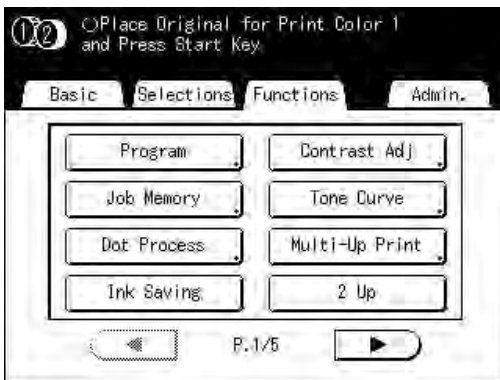 ①② ○Place Original for Print Color 1
and Press Start Key
Basic Selections Functions Admin.
Program Contrast Adj
Job Memory Tone Curve
Dot Process Multi-Up Print
Ink Saving 2 Up
◀ P.1/5 ▶